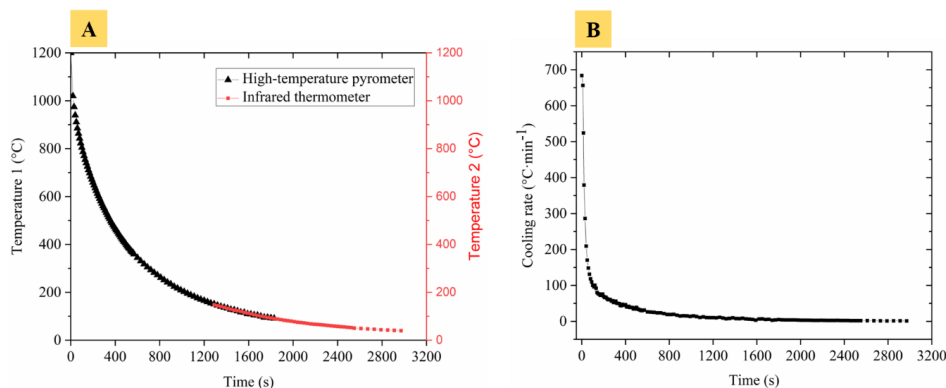 A
B
1200
1000
800
600
400
200
0
Temperature 1 (°C)
High-temperature pyrometer
Infrared thermometer
1200
1000
800
600
400
200
0
Temperature 2 (°C)
0 400 800 1200 1600 2000 2400 2800 3200
Time (s)
700
600
500
400
300
200
100
0
Cooling rate (°C·min⁻¹)
0 400 800 1200 1600 2000 2400 2800 3200
Time (s)